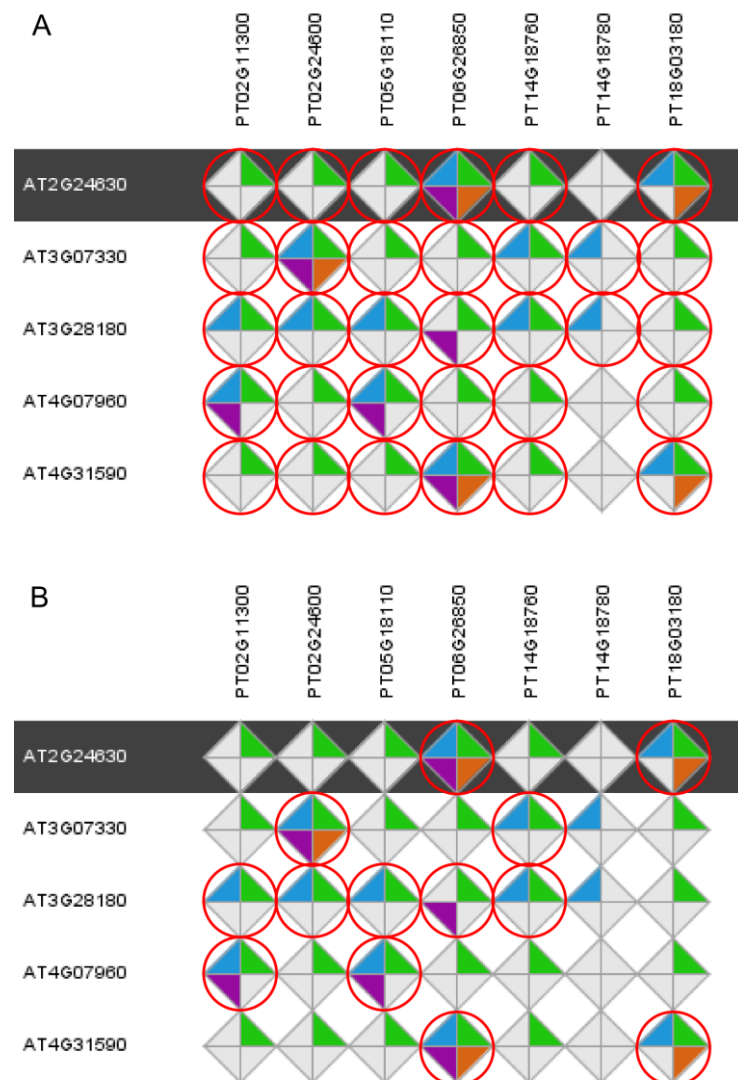 A
PT02G11300
PT02G24600
PT05G18110
PT06G26850
PT14G18760
PT14G18780
PT18G03180
AT2G24630
AT3G07330
AT3G28180
AT4G07960
AT4G31590
B
PT02G11300
PT02G24600
PT05G18110
PT06G26850
PT14G18760
PT14G18780
PT18G03180
AT2G24630
AT3G07330
AT3G28180
AT4G07960
AT4G31590